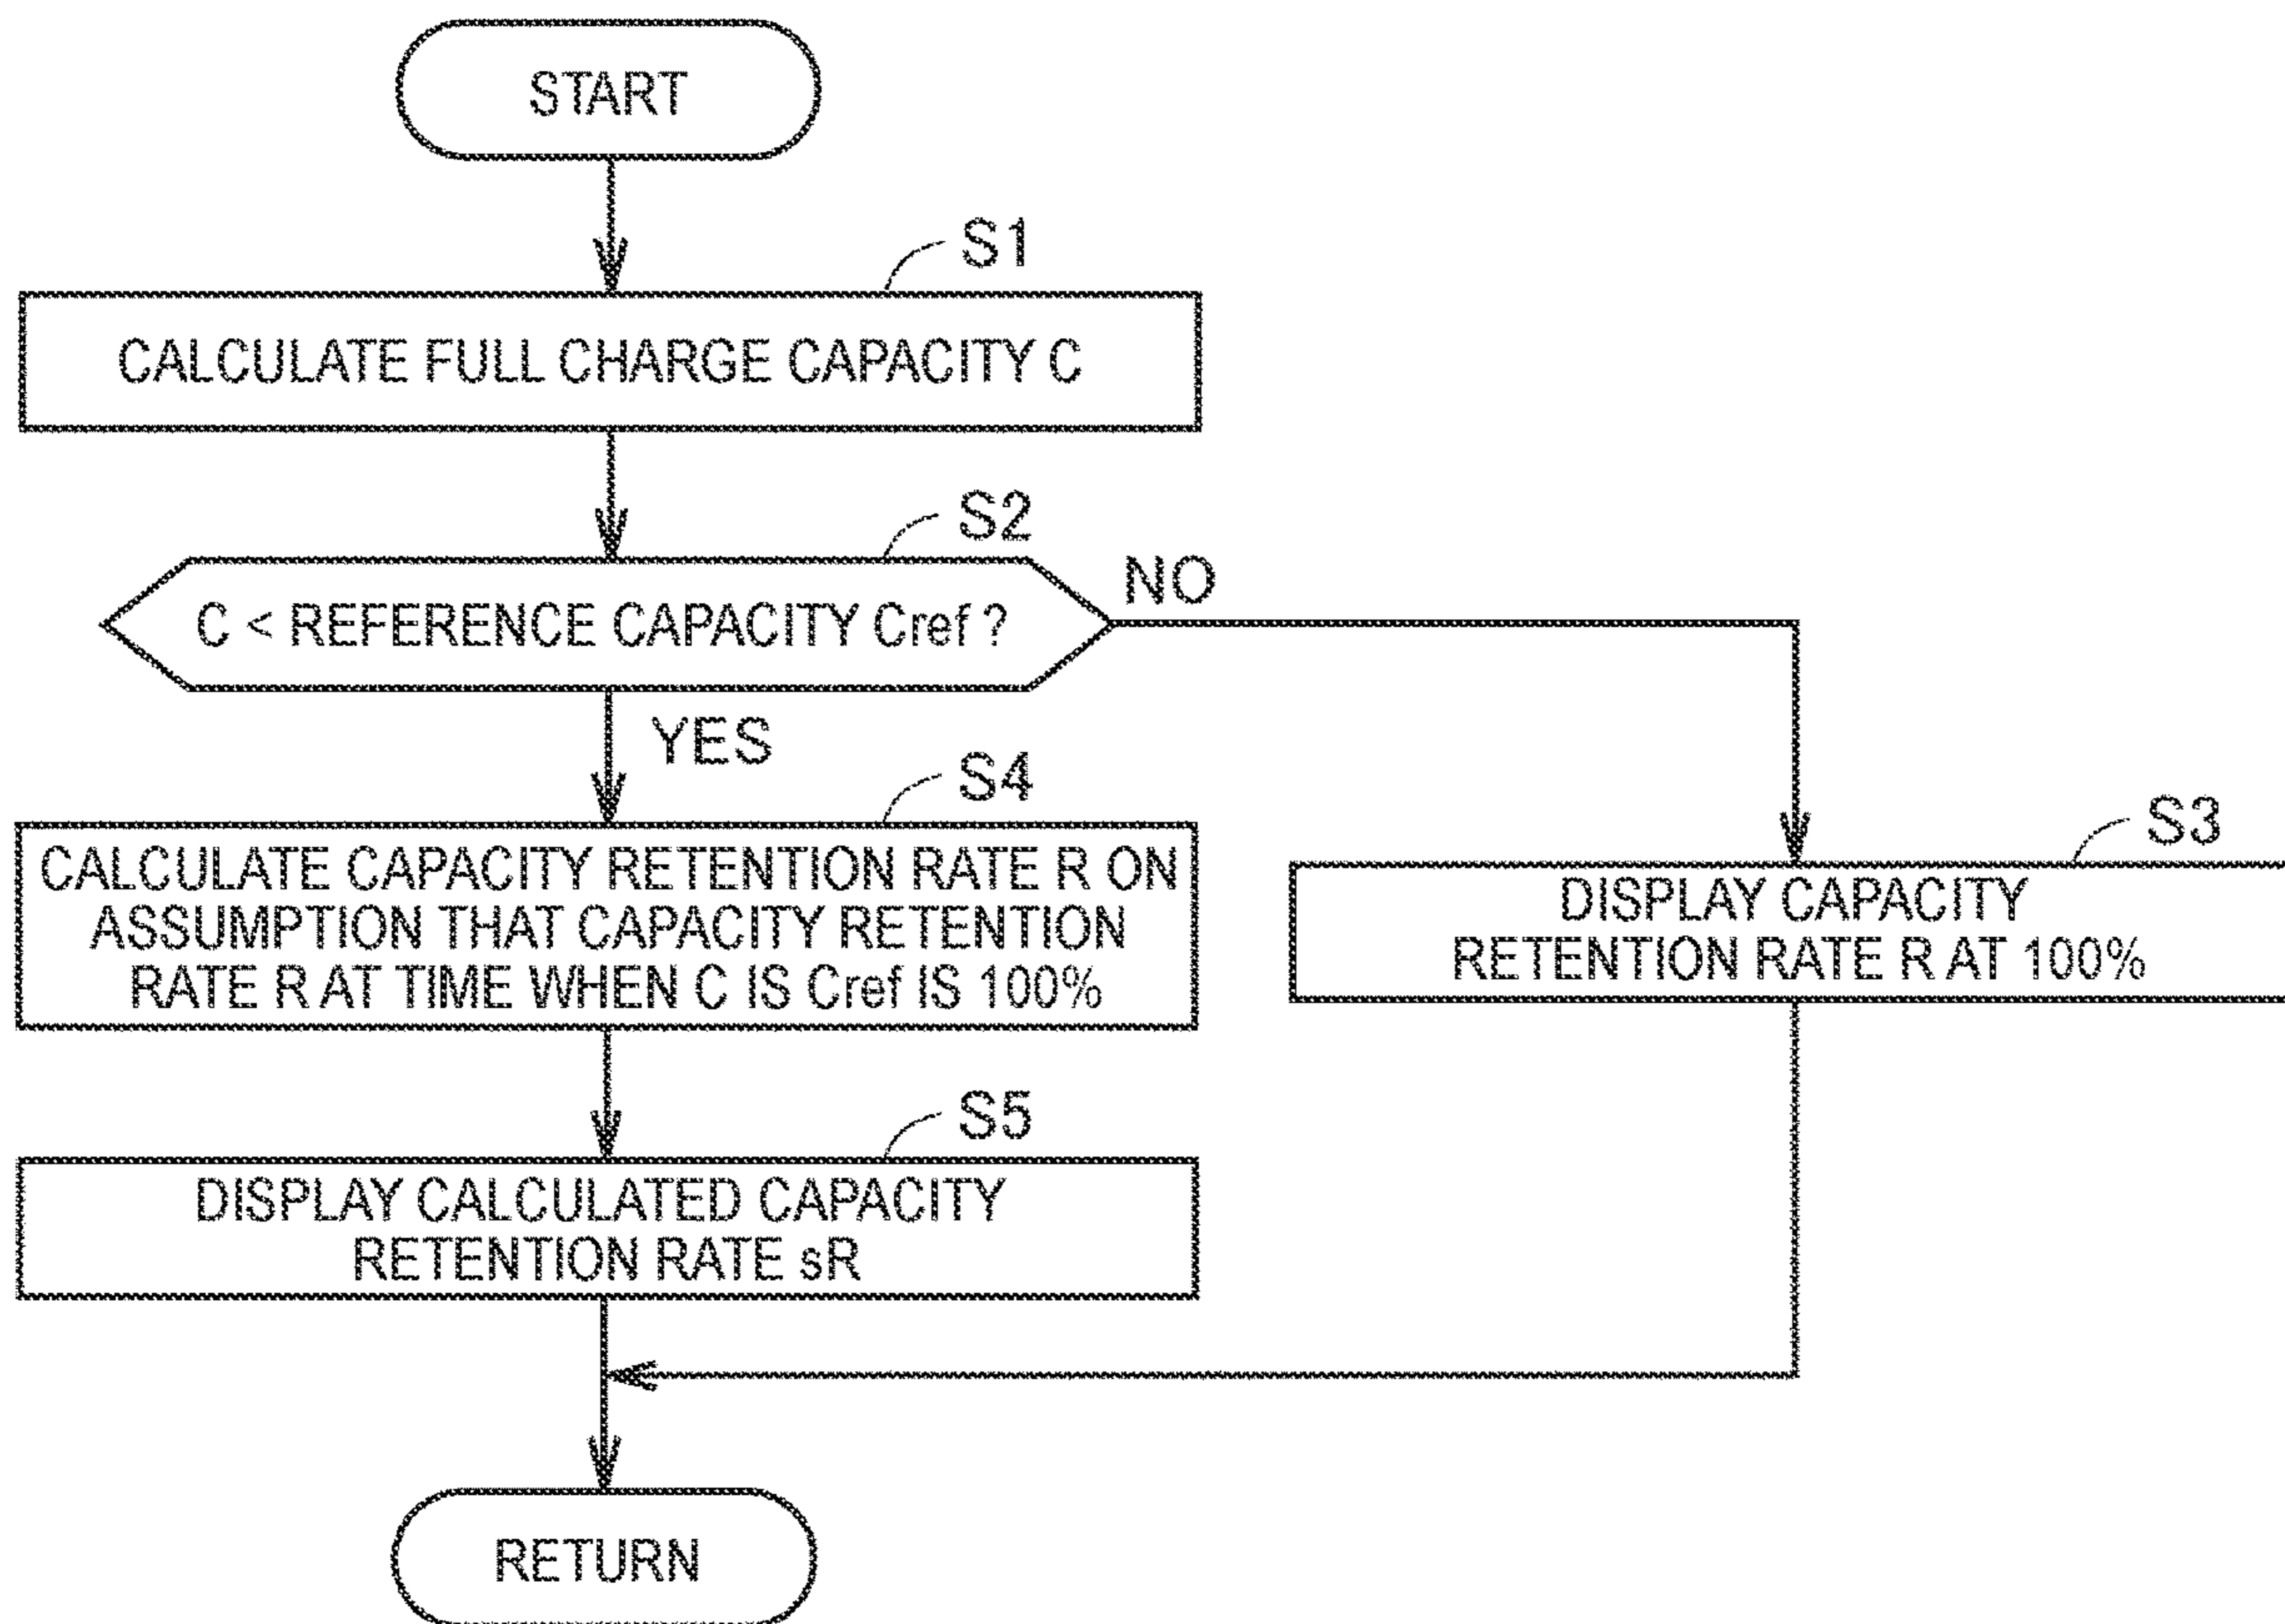 START
S1
CALCULATE FULL CHARGE CAPACITY C
S2
C < REFERENCE CAPACITY Cref ?
NO
YES
S4
CALCULATE CAPACITY RETENTION RATE R ON
ASSUMPTION THAT CAPACITY RETENTION
RATE R AT TIME WHEN C IS Cref IS 100%
S3
DISPLAY CAPACITY
RETENTION RATE R AT 100%
S5
DISPLAY CALCULATED CAPACITY
RETENTION RATE sR
RETURN